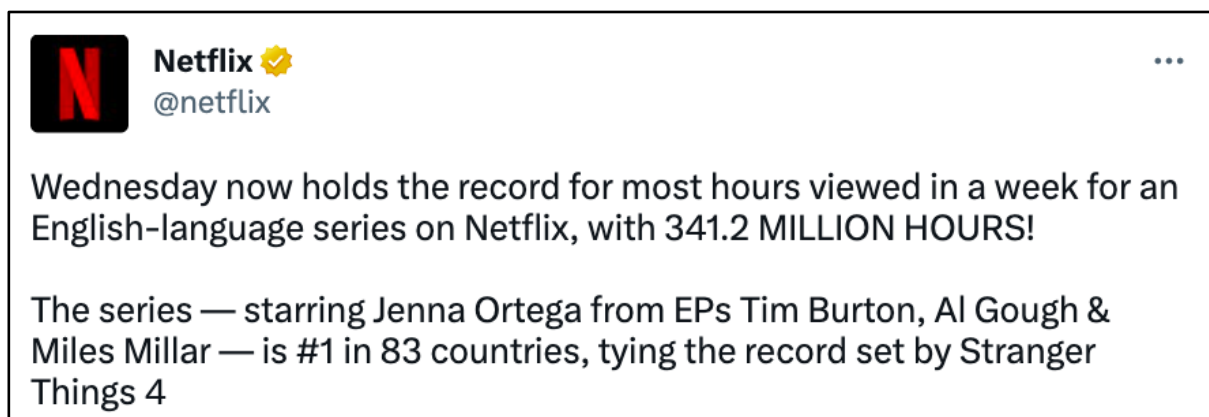 N
Netflix
@netflix
Wednesday now holds the record for most hours viewed in a week for an
English-language series on Netflix, with 341.2 MILLION HOURS!
The series — starring Jenna Ortega from EPs Tim Burton, Al Gough &
Miles Millar — is #1 in 83 countries, tying the record set by Stranger
Things 4